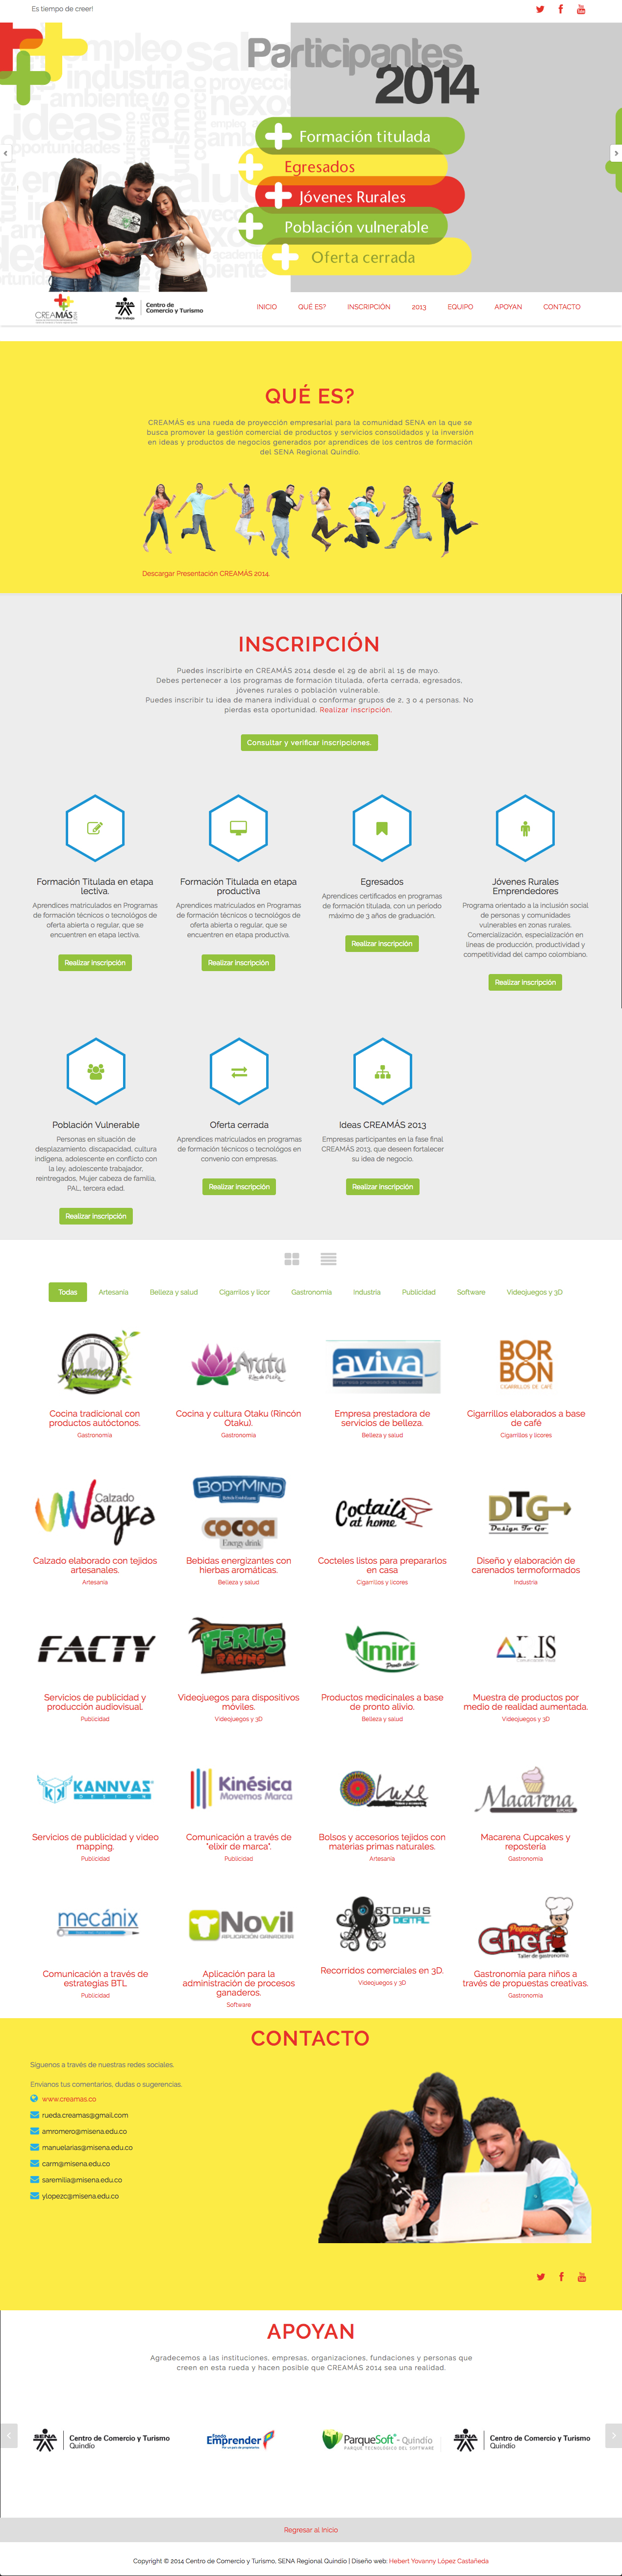 Es tiempo de creer!
Participantes
2014
Formación titulada
Egresados
Jóvenes Rurales
Población vulnerable
Oferta cerrada
CREAMÁS
SENA
Centro de
Comercio y Turismo
INICIO QUÉ ES? INSCRIPCIÓN 2013 EQUIPO APOYAN CONTACTO
QUÉ ES?
CREAMÁS es una rueda de proyección empresarial para la comunidad SENA en la que se
busca promover la gestión comercial de productos y servicios consolidados y la inversión
en ideas y productos de negocios generados por aprendices de los centros de formación
del SENA Regional Quindío.
Descargar Presentación CREAMÁS 2014.
INSCRIPCIÓN
Puedes inscribirte en CREAMÁS 2014 desde el 29 de abril al 15 de mayo.
Debes pertenecer a los programas de formación titulada, oferta cerrada, egresados,
jóvenes rurales o población vulnerable.
Puedes inscribir tu idea de manera individual o conformar grupos de 2, 3 o 4 personas. No
pierdas esta oportunidad. Realizar inscripción.
Consultar y verificar inscripciones.
Formación Titulada en etapa
lectiva.
Aprendices matriculados en Programas
de formación técnicos o tecnológos de
oferta abierta o regular, que se
encuentren en etapa lectiva.
Realizar inscripción
Formación Titulada en etapa
productiva
Aprendices matriculados en Programas
de formación técnicos o tecnológos de
oferta abierta o regular, que se
encuentren en etapa productiva.
Realizar inscripción
Egresados
Aprendices certificados en programas
de formación titulada, con un periodo
máximo de 3 años de graduación.
Realizar inscripción
Jóvenes Rurales
Emprendedores
Programa orientado a la inclusión social
de personas y comunidades
vulnerables en zonas rurales.
Comercialización, especialización en
líneas de producción, productividad y
competitividad del campo colombiano.
Realizar inscripción
Población Vulnerable
Personas en situación de
desplazamiento, discapacidad, cultura
indígena, adolescente en conflicto con
la ley, adolescente trabajador,
reintregados, Mujer cabeza de familia,
PAL, tercera edad.
Realizar inscripción
Oferta cerrada
Aprendices matriculados en programas
de formación técnicos o tecnológos en
convenio con empresas.
Realizar inscripción
Ideas CREAMÁS 2013
Empresas participantes en la fase final
CREAMÁS 2013, que deseen fortalecer
su idea de negocio.
Realizar inscripción
Todas Artesanía Belleza y salud Cigarrilos y licor Gastronomía Industria Publicidad Software Videojuegos y 3D
Cocina tradicional con
productos autóctonos.
Gastronomía
Arata
Cocina y cultura Otaku (Rincón
Otaku).
Gastronomía
aviva
Empresa prestadora de
servicios de belleza.
Belleza y salud
BOR
BÓN
CIGARRILLOS DE CAFÉ
Cigarrillos elaborados a base
de café
Cigarrillos y licores
Calzado
Wayra
Calzado elaborado con tejidos
artesanales.
Artesanía
BODYMIND
COCOA
Energy drink
Bebidas energizantes con
hierbas aromáticas.
Belleza y salud
Coctails
at home
Cocteles listos para prepararlos
en casa
Cigarrillos y licores
DTG
Design To Go
Diseño y elaboración de
carenados termoformados
Industria
FACTY
Servicios de publicidad y
producción audiovisual.
Publicidad
FERUS
RACING
Videojuegos para dispositivos
móviles.
Videojuegos y 3D
Imiri
Pronto alivio
Productos medicinales a base
de pronto alivio.
Belleza y salud
Muestra de productos por
medio de realidad aumentada.
Videojuegos y 3D
KANNVAS
DESIGN
Servicios de publicidad y video
mapping.
Publicidad
Kinésica
Movemos Marca
Comunicación a través de
"elixir de marca".
Publicidad
Luxe
Bolsos y accesorios tejidos con
materias primas naturales.
Artesanía
Macarena
CUPCAKES
Macarena Cupcakes y
repostería
Gastronomía
mecánix
Comunicación a través de
estrategias BTL
Publicidad
Novil
APLICACIÓN GANADERA
Aplicación para la
administración de procesos
ganaderos.
Software
CTOPUS
DIGITAL
Recorridos comerciales en 3D.
Videojuegos y 3D
Pequeños
Chef
Taller de gastronomía
Gastronomía para niños a
través de propuestas creativas.
Gastronomía
CONTACTO
Síguenos a través de nuestras redes sociales.
Envíanos tus comentarios, dudas o sugerencias.
www.creamas.co
rueda.creamas@gmail.com
amromero@misena.edu.co
manuelarias@misena.edu.co
carm@misena.edu.co
saremilia@misena.edu.co
ylopezc@misena.edu.co
APOYAN
Agradecemos a las instituciones, empresas, organizaciones, fundaciones y personas que
creen en esta rueda y hacen posible que CREAMÁS 2014 sea una realidad.
SENA
Centro de Comercio y Turismo
Quindío
Fondo
Emprender
ParqueSoft - Quindío
PARQUE TECNOLÓGICO DEL SOFTWARE
SENA
Centro de Comercio y Turismo
Quindío
Regresar al inicio
Copyright © 2014 Centro de Comercio y Turismo, SENA Regional Quindío | Diseño web: Hebert Yovanny López Castañeda